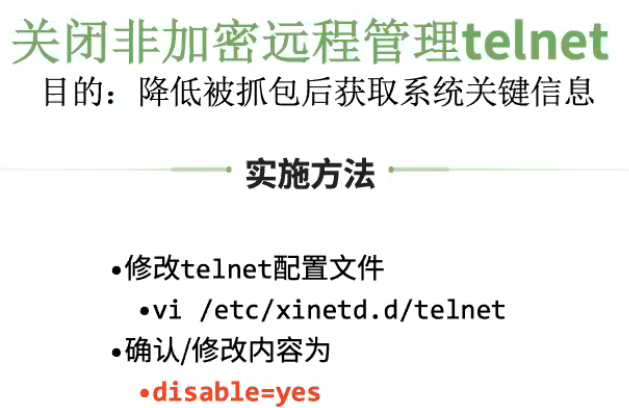 关闭非加密远程管理telnet
目的：降低被抓包后获取系统关键信息
实施方法
•修改telnet配置文件
•vi /etc/xinetd.d/telnet
•确认/修改内容为
•disable=yes